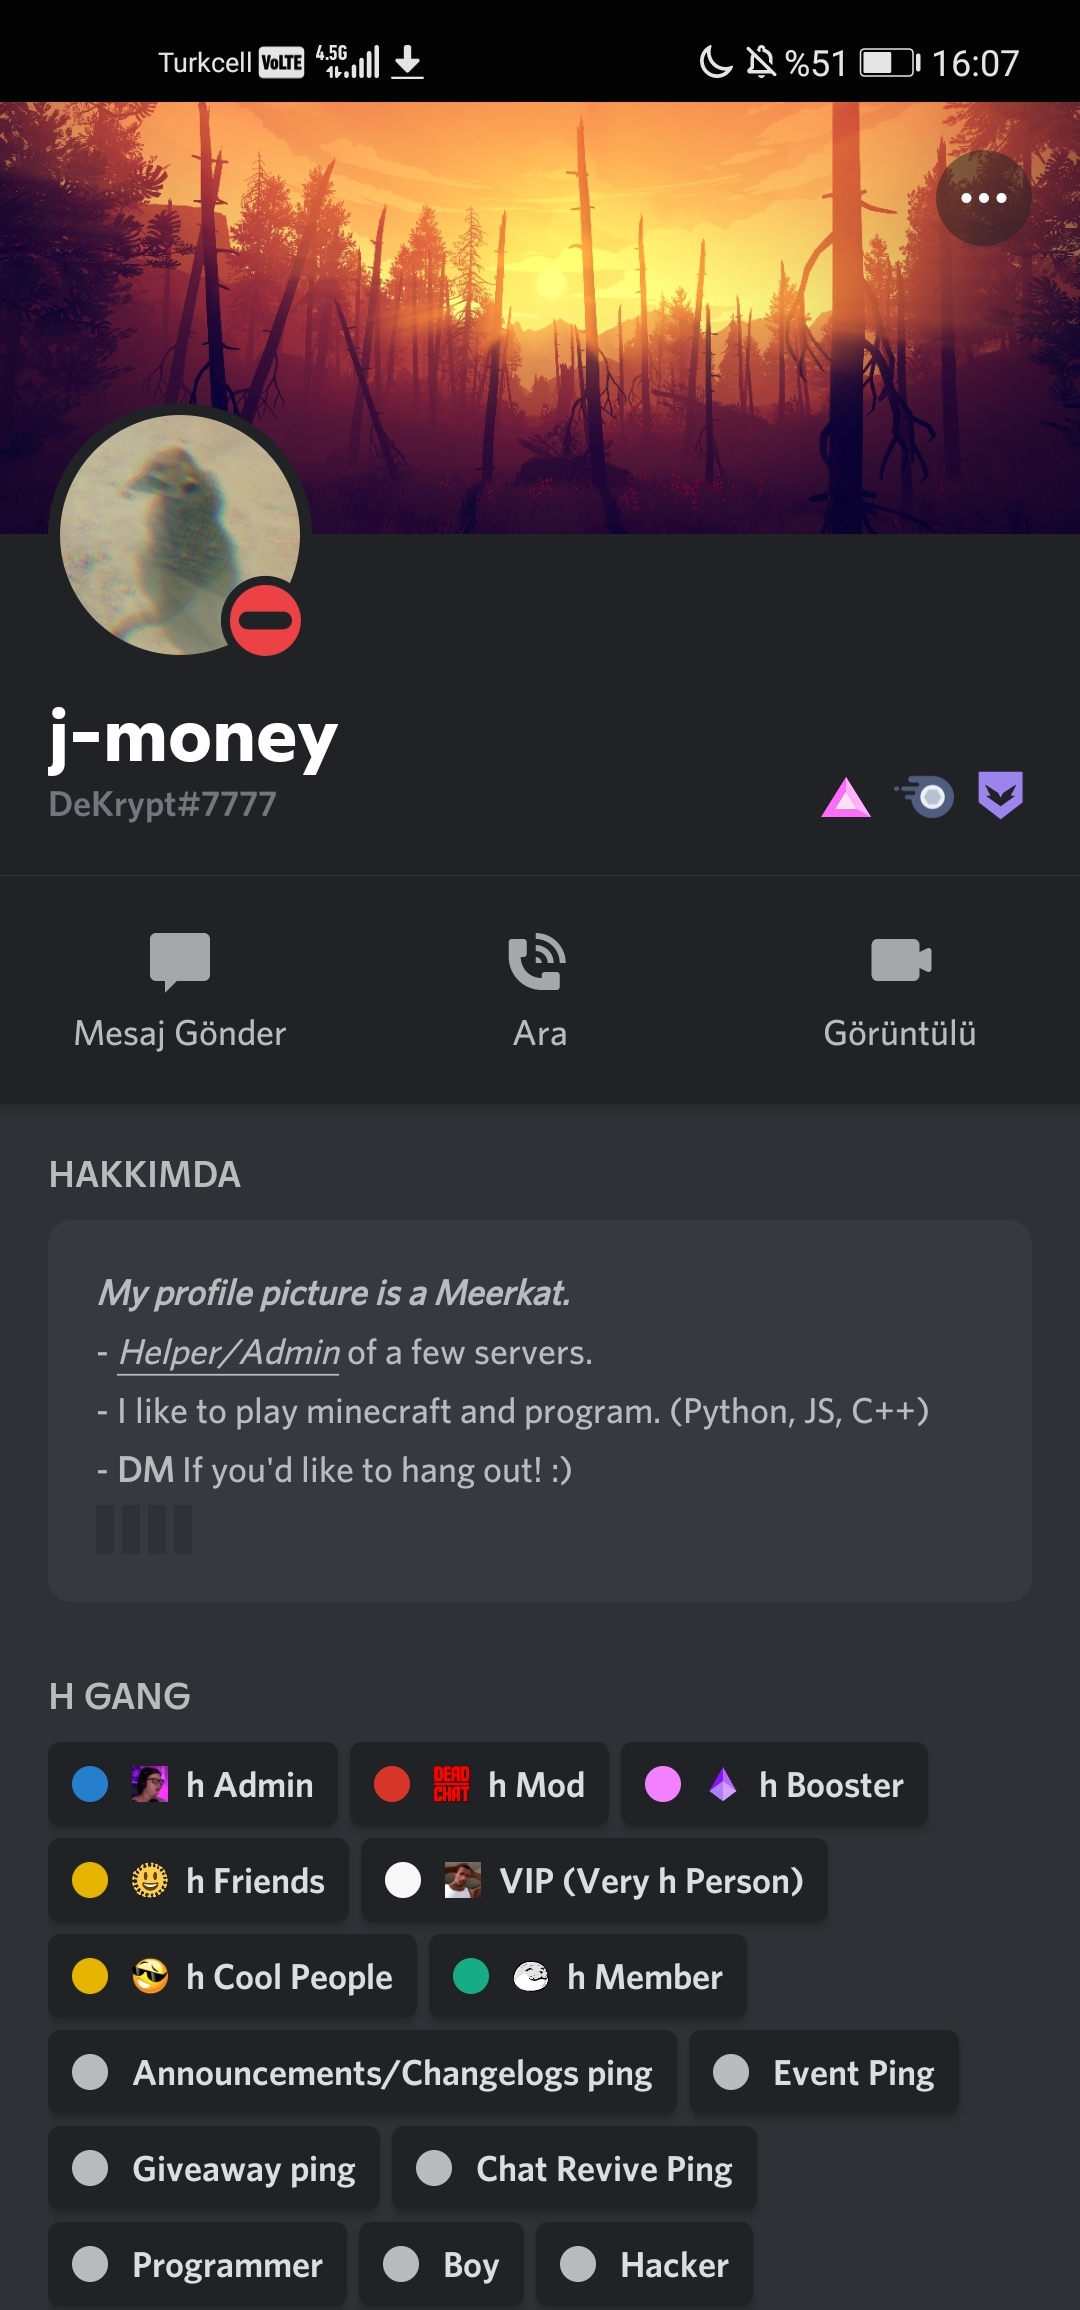 Turkcell VoLTE 4.5G %51 16:07
j-money
DeKrypt#7777
Mesaj Gönder Ara Görüntülü
HAKKIMDA
My profile picture is a Meerkat.
- Helper/Admin of a few servers.
- I like to play minecraft and program. (Python, JS, C++)
- DM If you'd like to hang out! :)
H GANG
h Admin DEAD CHAT h Mod h Booster
h Friends VIP (Very h Person)
h Cool People h Member
Announcements/Changelogs ping Event Ping
Giveaway ping Chat Revive Ping
Programmer Boy Hacker